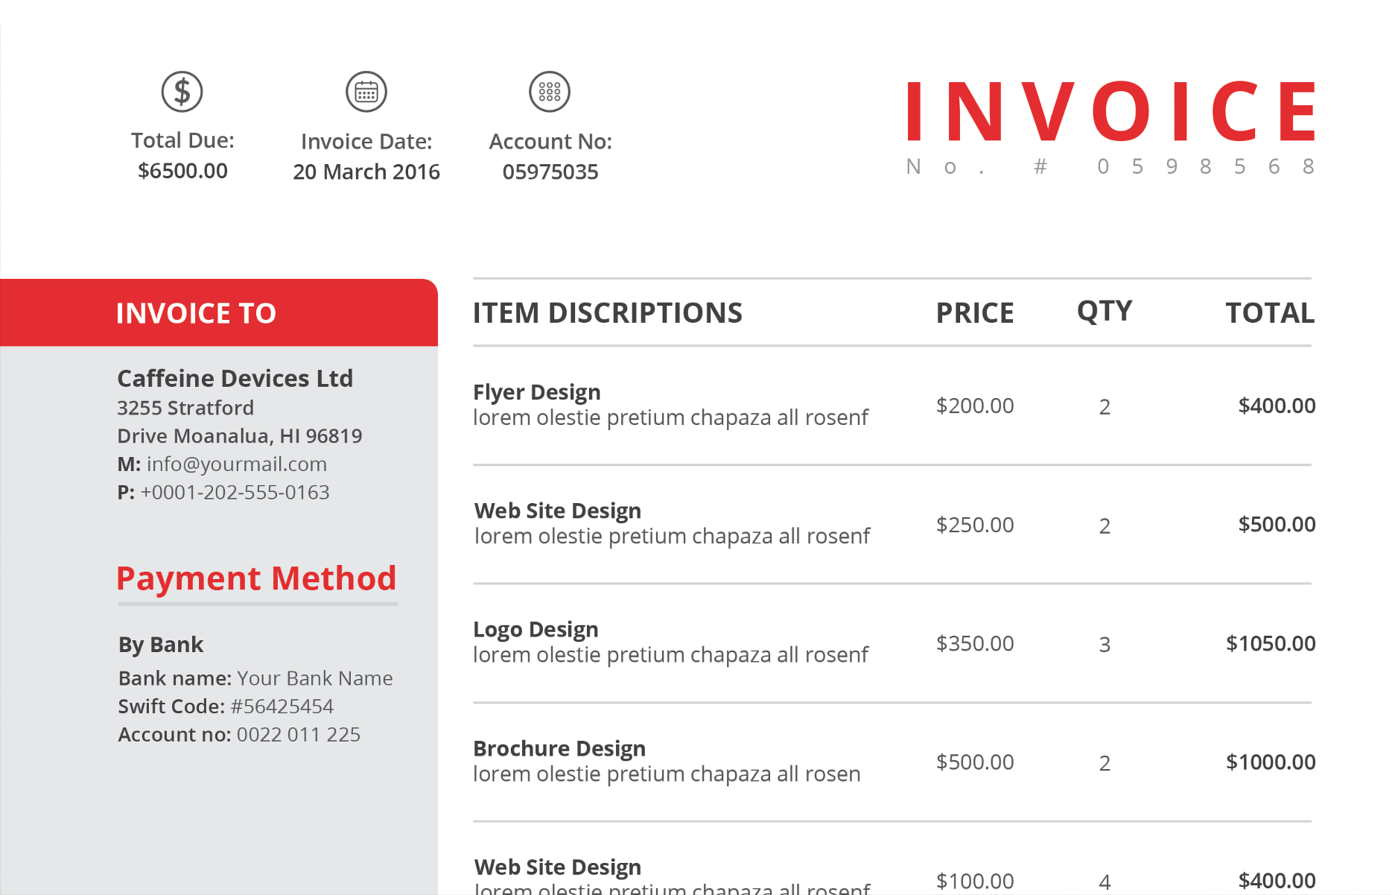 INVOICE
No. # 0598568
Total Due:
$6500.00
Invoice Date:
20 March 2016
Account No:
05975035
INVOICE TO
Caffeine Devices Ltd
3255 Stratford
Drive Moanalua, HI 96819
M: info@yourmail.com
P: +0001-202-555-0163
Payment Method
By Bank
Bank name: Your Bank Name
Swift Code: #56425454
Account no: 0022 011 225
ITEM DISCRIPTIONS PRICE QTY TOTAL
Flyer Design
lorem olestie pretium chapaza all rosenf
$200.00 2 $400.00
Web Site Design
lorem olestie pretium chapaza all rosenf
$250.00 2 $500.00
Logo Design
lorem olestie pretium chapaza all rosenf
$350.00 3 $1050.00
Brochure Design
lorem olestie pretium chapaza all rosen
$500.00 2 $1000.00
Web Site Design
lorem olestie pretium chapaza all rosenf
$100.00 4 $400.00